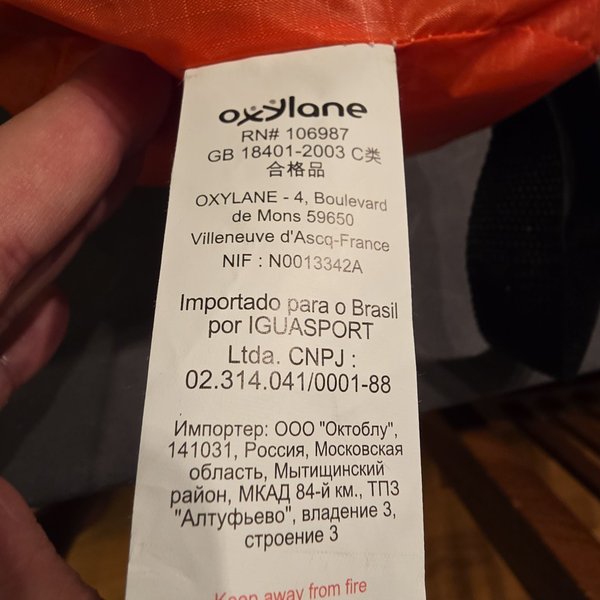 oxylane
RN# 106987
GB 18401-2003 C类
合格品
OXYLANE - 4, Boulevard
de Mons 59650
Villeneuve d'Ascq-France
NIF : N0013342A
Importado para o Brasil
por IGUASPORT
Ltda. CNPJ :
02.314.041/0001-88
Импортер: ООО "Октоблу",
141031, Россия, Московская
область, Мытищинский
район, МКАД 84-й км., ТПЗ
"Алтуфьево", владение 3,
строение 3
Keep away from fire